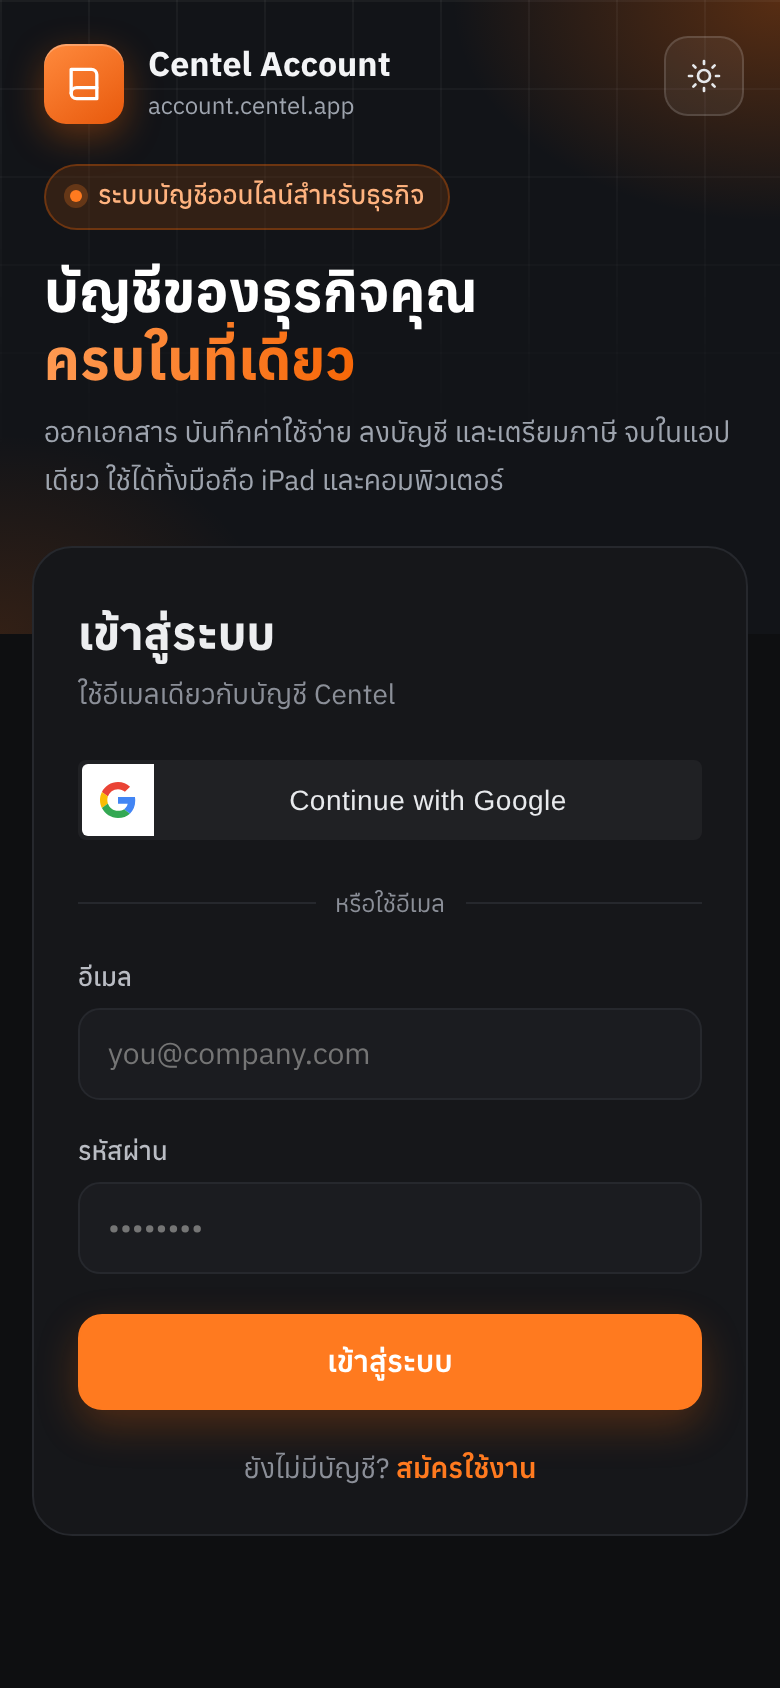 Centel Account
account.centel.app
ระบบบัญชีออนไลน์สำหรับธุรกิจ
บัญชีของธุรกิจคุณ
ครบในที่เดียว
ออกเอกสาร บันทึกค่าใช้จ่าย ลงบัญชี และเตรียมภาษี จบในแอป
เดียว ใช้ได้ทั้งมือถือ iPad และคอมพิวเตอร์
เข้าสู่ระบบ
ใช้อีเมลเดียวกับบัญชี Centel
Continue with Google
หรือใช้อีเมล
อีเมล
you@company.com
รหัสผ่าน
••••••••
เข้าสู่ระบบ
ยังไม่มีบัญชี? สมัครใช้งาน